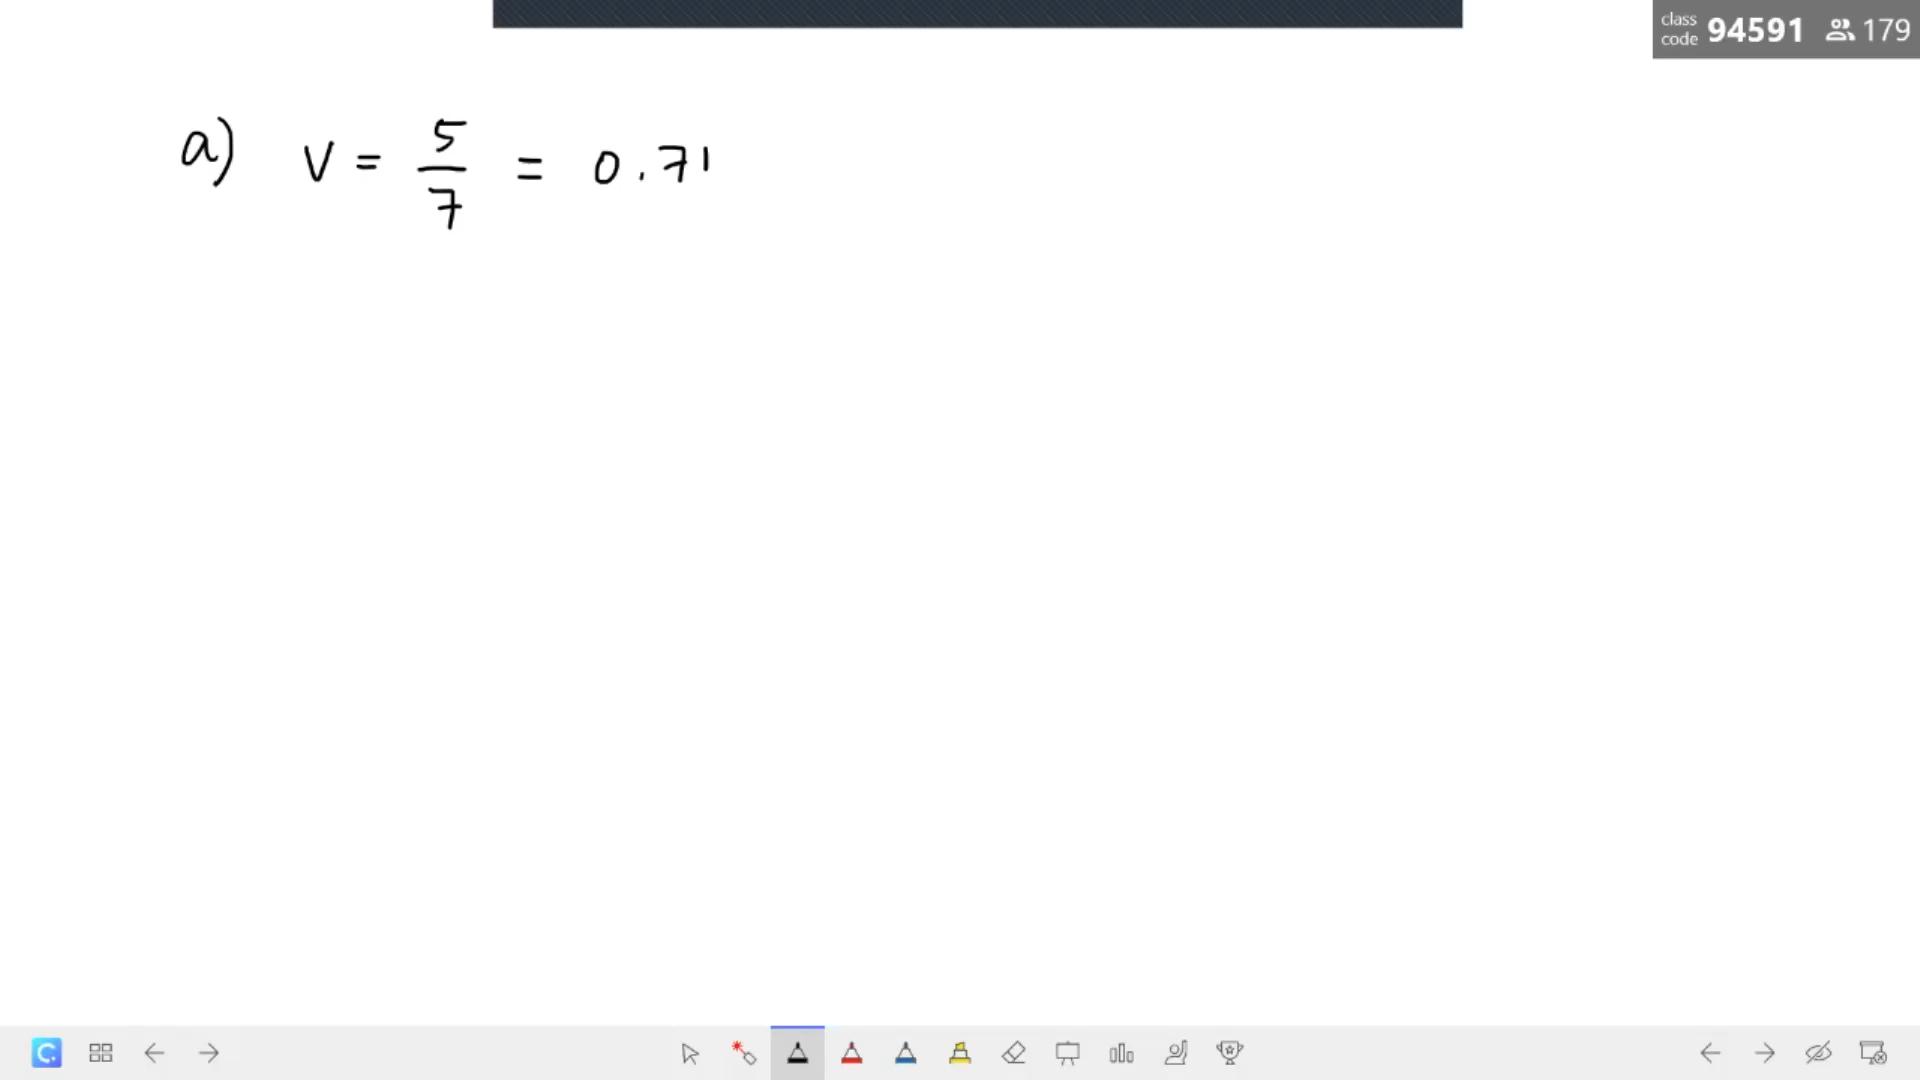 class code 94591 179
a) V = 5/7 = 0.71